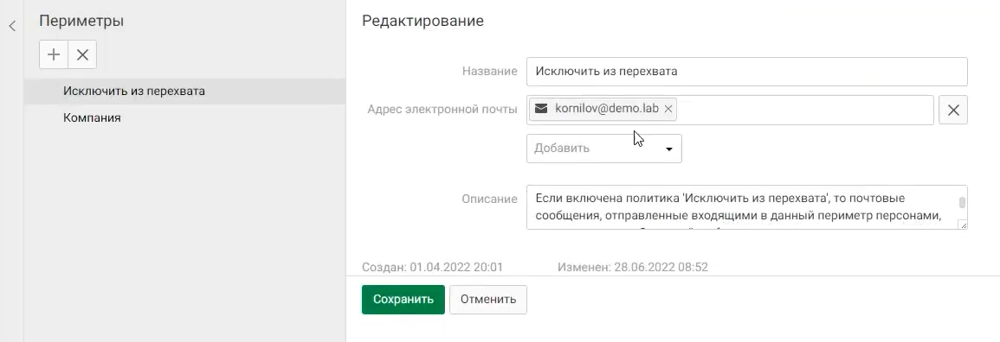 Периметры
Исключить из перехвата
Компания
Редактирование
Название
Исключить из перехвата
Адрес электронной почты
kornilov@demo.lab
Добавить
Описание
Если включена политика 'Исключить из перехвата', то почтовые
сообщения, отправленные входящими в данный периметр персонами,
Создан: 01.04.2022 20:01
Изменен: 28.06.2022 08:52
Сохранить
Отменить